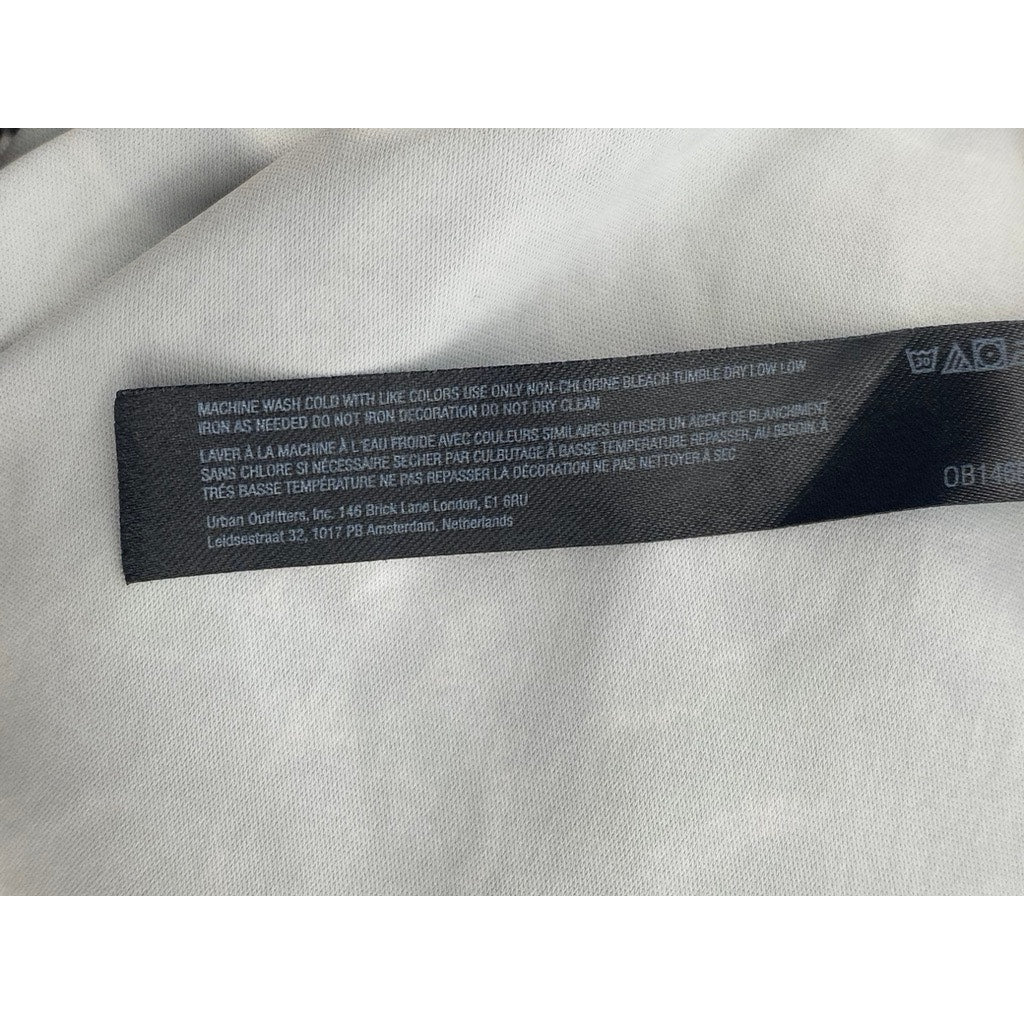 MACHINE WASH COLD WITH LIKE COLORS USE ONLY NON-CHLORINE BLEACH TUMBLE DRY LOW LOW
IRON AS NEEDED DO NOT IRON DECORATION DO NOT DRY CLEAN
LAVER À LA MACHINE À L'EAU FROIDE AVEC COULEURS SIMILAIRES UTILISER UN AGENT DE BLANCHIMENT
SANS CHLORE SI NÉCESSAIRE SECHER PAR CULBUTAGE À BASSE TEMPÉRATURE REPASSER, AU BESOIN, À
TRÉS BASSE TEMPÉRATURE NE PAS REPASSER LA DÉCORATION NE PAS NETTOYER À SEC
Urban Outfitters, Inc. 146 Brick Lane London, E1 6RU
Leidsestraat 32, 1017 PB Amsterdam, Netherlands
30